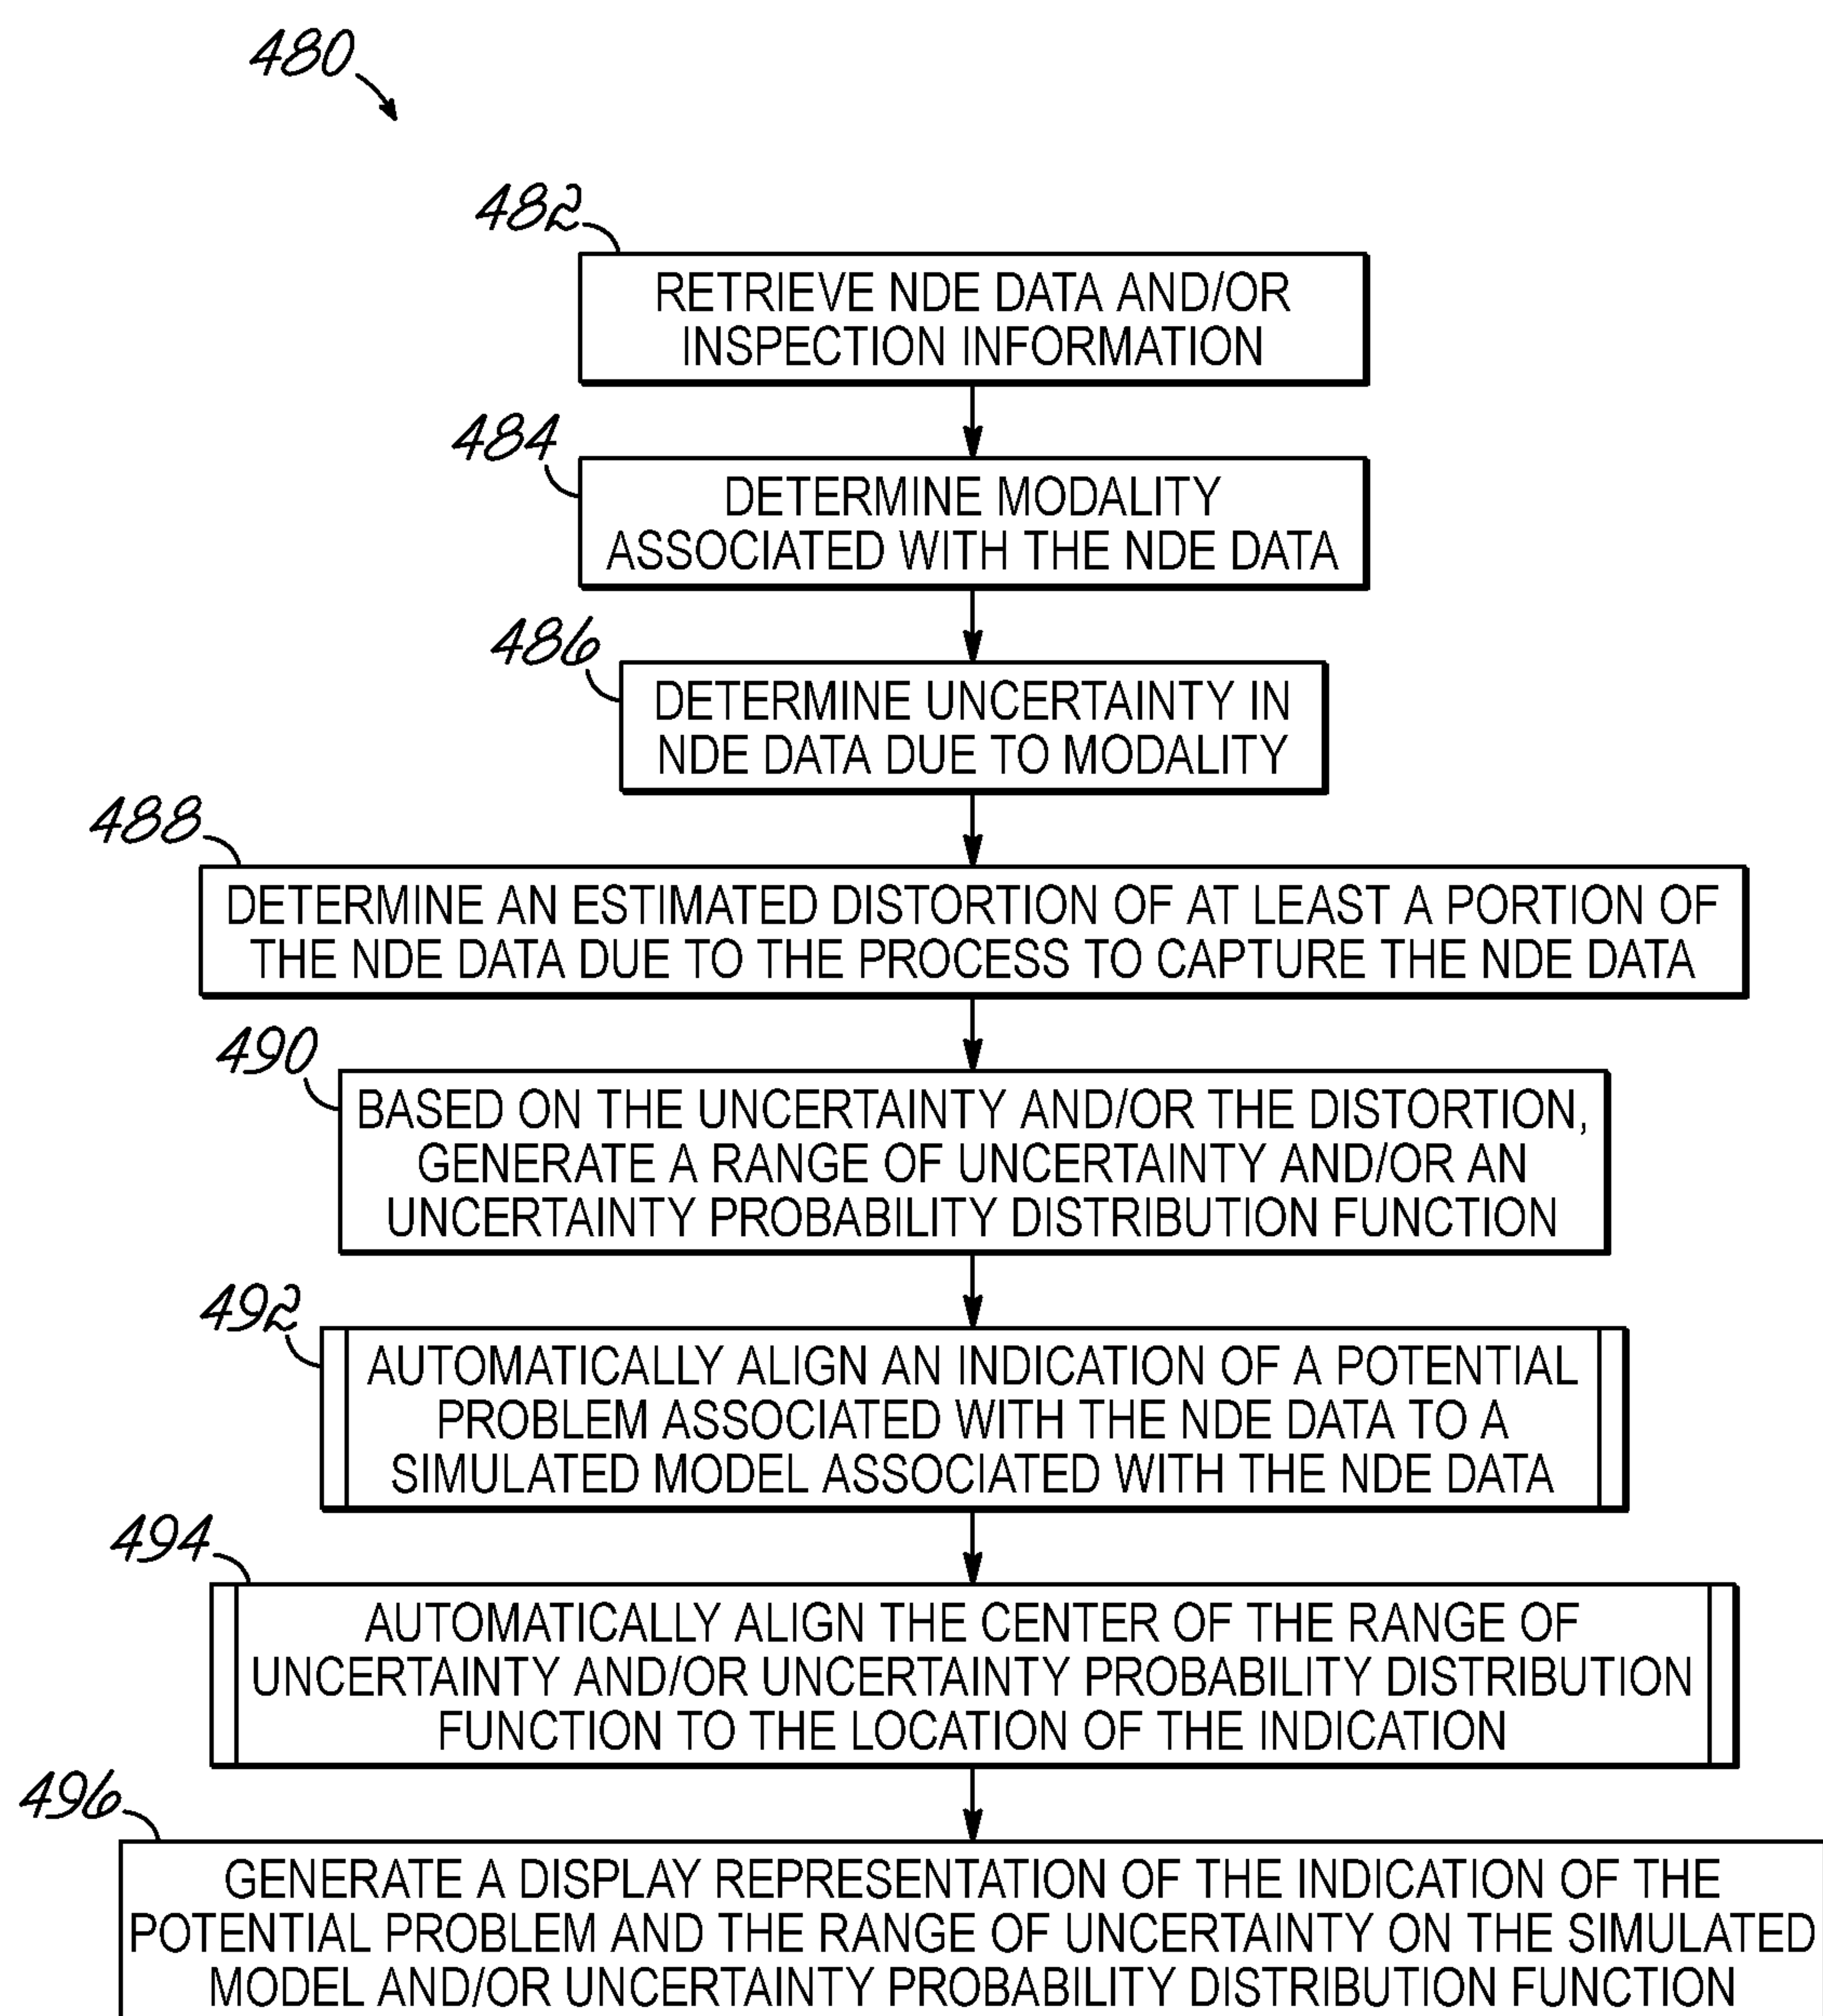 480
482
RETRIEVE NDE DATA AND/OR
INSPECTION INFORMATION
484
DETERMINE MODALITY
ASSOCIATED WITH THE NDE DATA
486
DETERMINE UNCERTAINTY IN
NDE DATA DUE TO MODALITY
488
DETERMINE AN ESTIMATED DISTORTION OF AT LEAST A PORTION OF
THE NDE DATA DUE TO THE PROCESS TO CAPTURE THE NDE DATA
490
BASED ON THE UNCERTAINTY AND/OR THE DISTORTION,
GENERATE A RANGE OF UNCERTAINTY AND/OR AN
UNCERTAINTY PROBABILITY DISTRIBUTION FUNCTION
492
AUTOMATICALLY ALIGN AN INDICATION OF A POTENTIAL
PROBLEM ASSOCIATED WITH THE NDE DATA TO A
SIMULATED MODEL ASSOCIATED WITH THE NDE DATA
494
AUTOMATICALLY ALIGN THE CENTER OF THE RANGE OF
UNCERTAINTY AND/OR UNCERTAINTY PROBABILITY DISTRIBUTION
FUNCTION TO THE LOCATION OF THE INDICATION
496
GENERATE A DISPLAY REPRESENTATION OF THE INDICATION OF THE
POTENTIAL PROBLEM AND THE RANGE OF UNCERTAINTY ON THE SIMULATED
MODEL AND/OR UNCERTAINTY PROBABILITY DISTRIBUTION FUNCTION